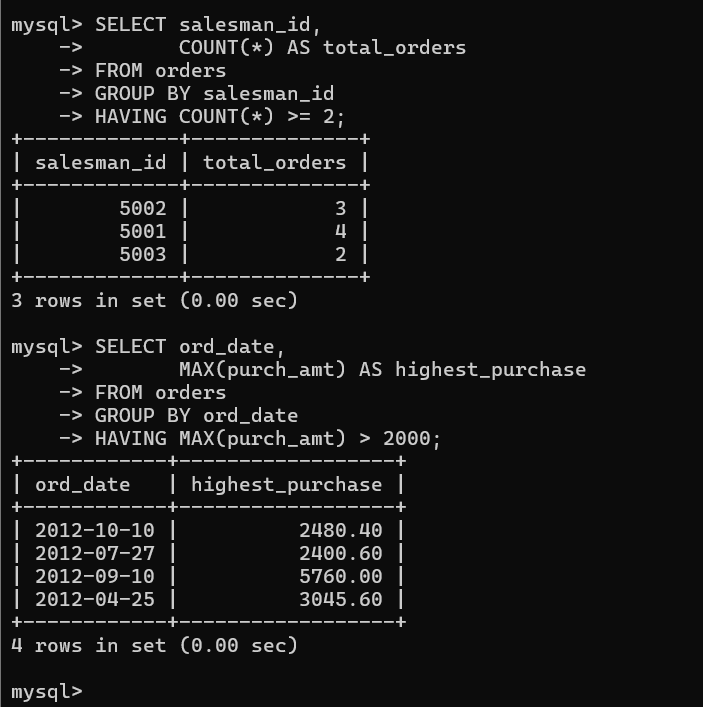 mysql> SELECT salesman_id,
    ->        COUNT(*) AS total_orders
    -> FROM orders
    -> GROUP BY salesman_id
    -> HAVING COUNT(*) >= 2;
+-------------+--------------+
| salesman_id | total_orders |
+-------------+--------------+
|        5002 |            3 |
|        5001 |            4 |
|        5003 |            2 |
+-------------+--------------+
3 rows in set (0.00 sec)

mysql> SELECT ord_date,
    ->        MAX(purch_amt) AS highest_purchase
    -> FROM orders
    -> GROUP BY ord_date
    -> HAVING MAX(purch_amt) > 2000;
+------------+------------------+
| ord_date   | highest_purchase |
+------------+------------------+
| 2012-10-10 |          2480.40 |
| 2012-07-27 |          2400.60 |
| 2012-09-10 |          5760.00 |
| 2012-04-25 |          3045.60 |
+------------+------------------+
4 rows in set (0.00 sec)

mysql>